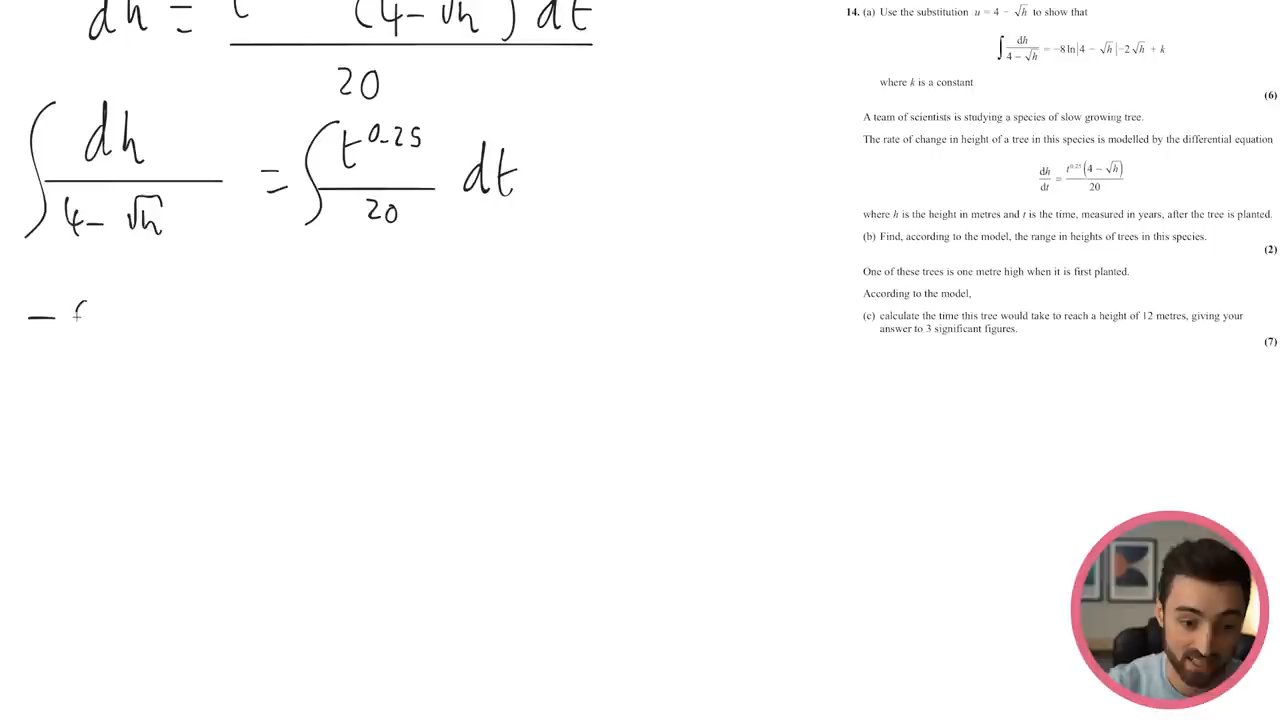 dh = t (4-√h) dt
20
∫ dh / (4-√h) = ∫ t^0.25 / 20 dt
-
14. (a) Use the substitution u = 4 − √h to show that
∫ dh / (4 − √h) = −8 ln|4 − √h| −2√h + k
where k is a constant
(6)
A team of scientists is studying a species of slow growing tree.
The rate of change in height of a tree in this species is modelled by the differential equation
dh/dt = t^0.25(4 − √h) / 20
where h is the height in metres and t is the time, measured in years, after the tree is planted.
(b) Find, according to the model, the range in heights of trees in this species.
(2)
One of these trees is one metre high when it is first planted.
According to the model,
(c) calculate the time this tree would take to reach a height of 12 metres, giving your
answer to 3 significant figures.
(7)